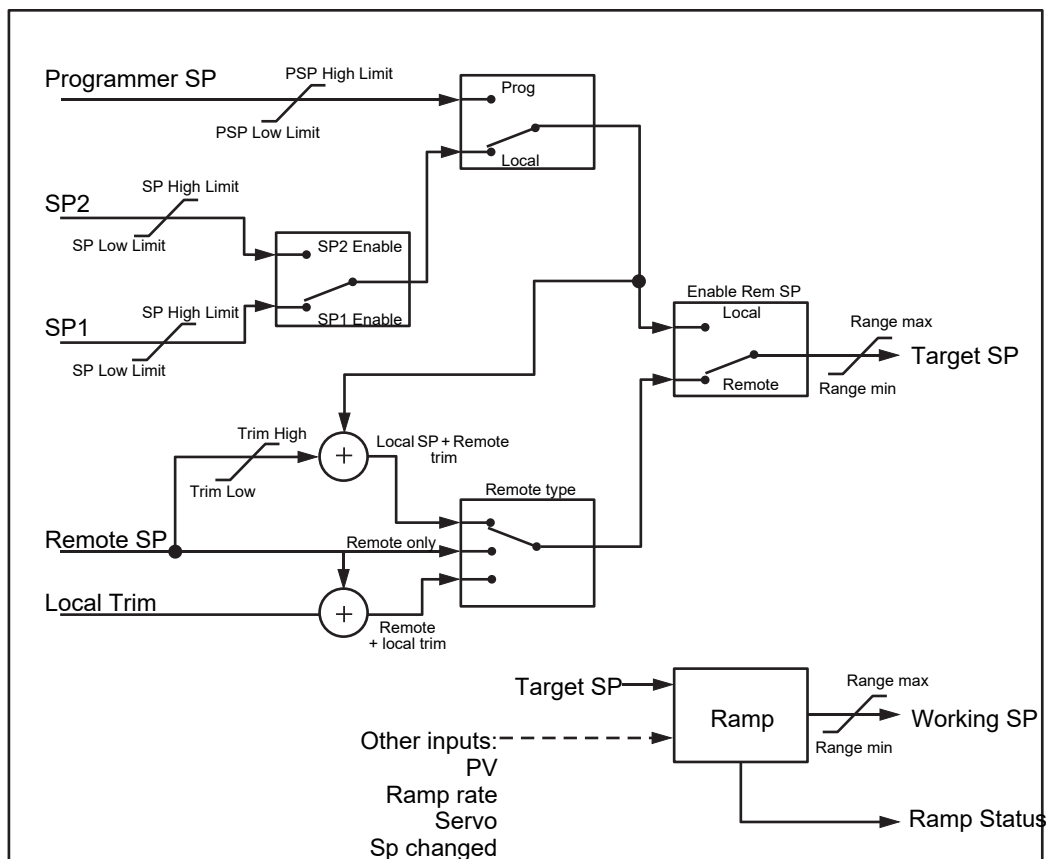 Programmer SP
PSP High Limit
PSP Low Limit
Prog
Local
SP2
SP High Limit
SP Low Limit
SP2 Enable
SP1 Enable
SP1
SP High Limit
SP Low Limit
Enable Rem SP
Local
Remote
Range max
Range min
Target SP
Trim High
Trim Low
+
Local SP + Remote
trim
Remote type
Remote SP
Remote only
Local Trim
+
Remote
+ local trim
Target SP
Ramp
Range max
Range min
Working SP
Other inputs:
PV
Ramp rate
Servo
Sp changed
Ramp Status